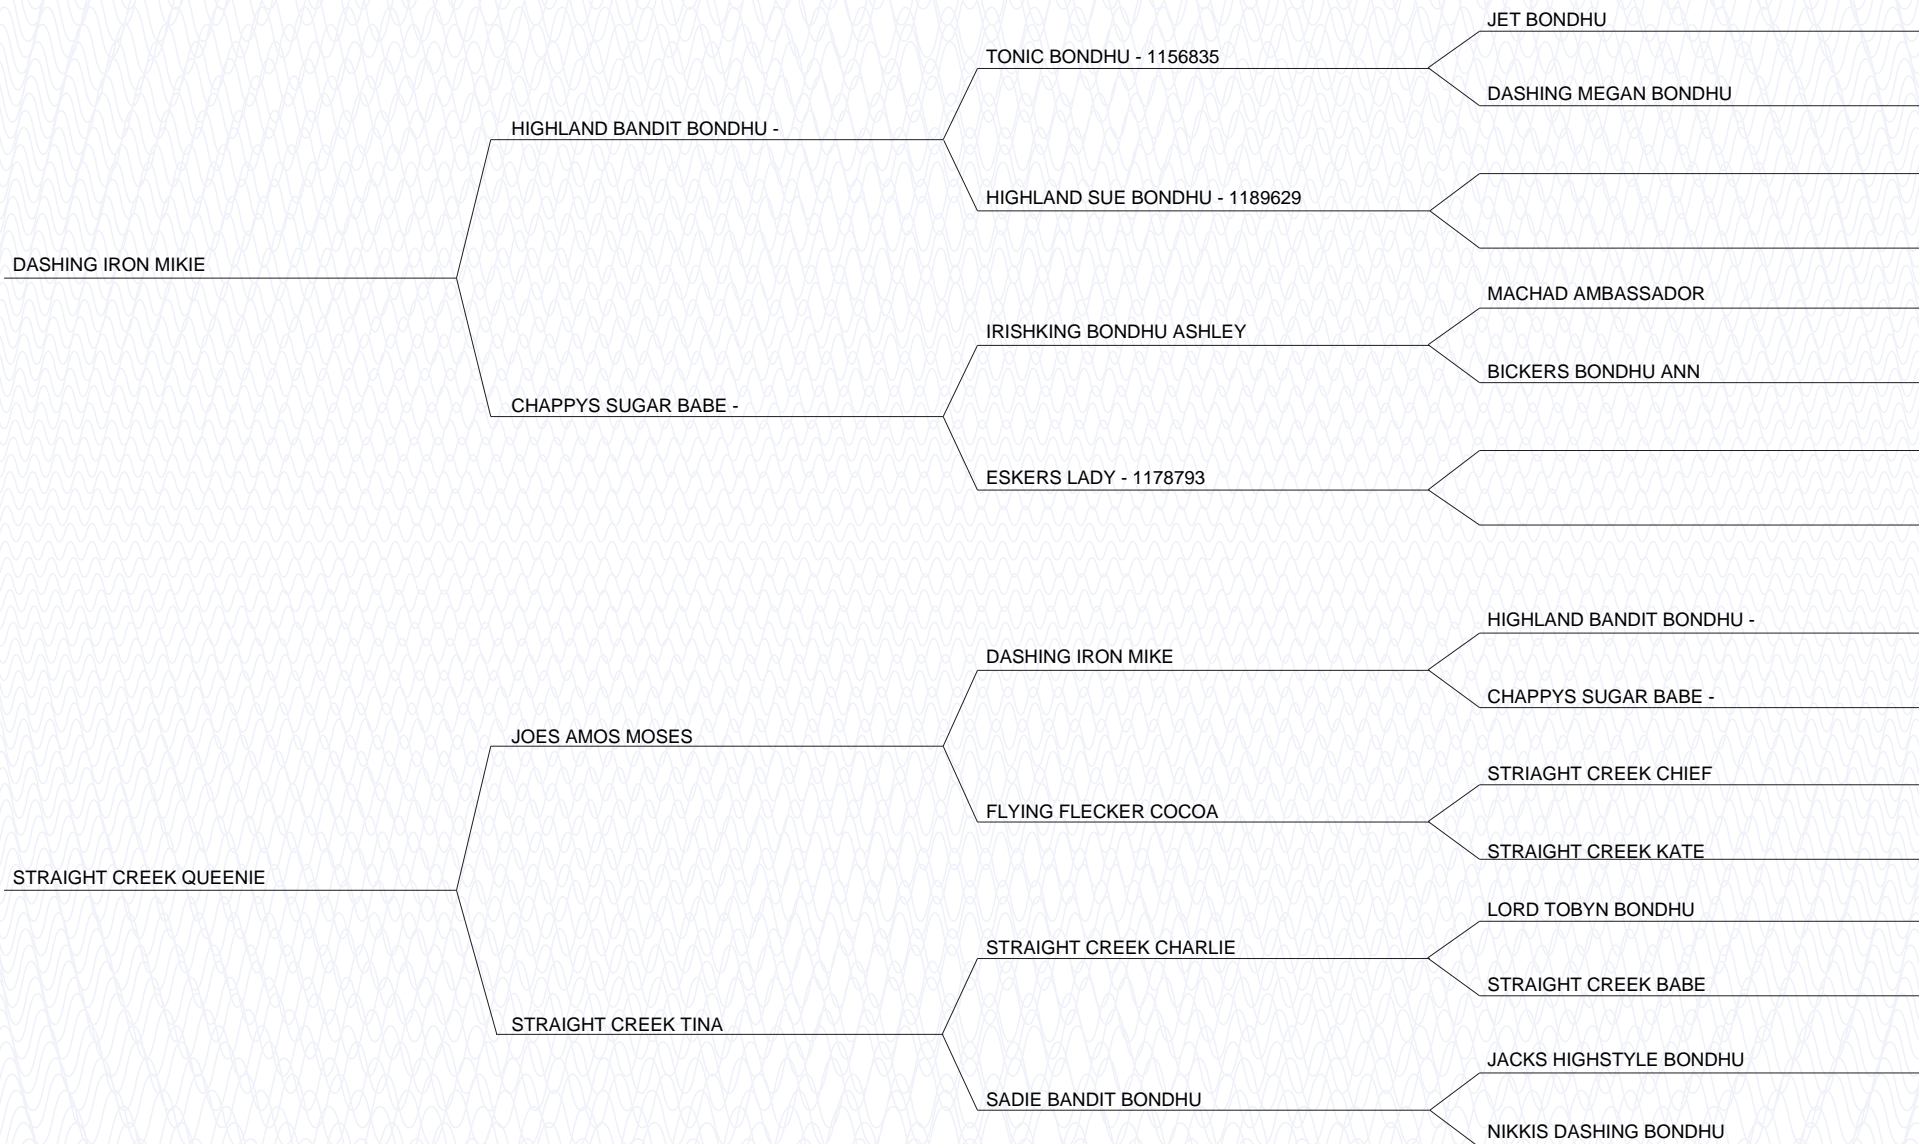 JET BONDHU
TONIC BONDHU - 1156835
DASHING MEGAN BONDHU
HIGHLAND BANDIT BONDHU -
HIGHLAND SUE BONDHU - 1189629
DASHING IRON MIKIE
MACHAD AMBASSADOR
IRISHKING BONDHU ASHLEY
BICKERS BONDHU ANN
CHAPPYS SUGAR BABE -
ESKERS LADY - 1178793
HIGHLAND BANDIT BONDHU -
DASHING IRON MIKE
CHAPPYS SUGAR BABE -
JOES AMOS MOSES
STRIAGHT CREEK CHIEF
FLYING FLECKER COCOA
STRAIGHT CREEK KATE
STRAIGHT CREEK QUEENIE
LORD TOBYN BONDHU
STRAIGHT CREEK CHARLIE
STRAIGHT CREEK BABE
STRAIGHT CREEK TINA
JACKS HIGHSTYLE BONDHU
SADIE BANDIT BONDHU
NIKKIS DASHING BONDHU